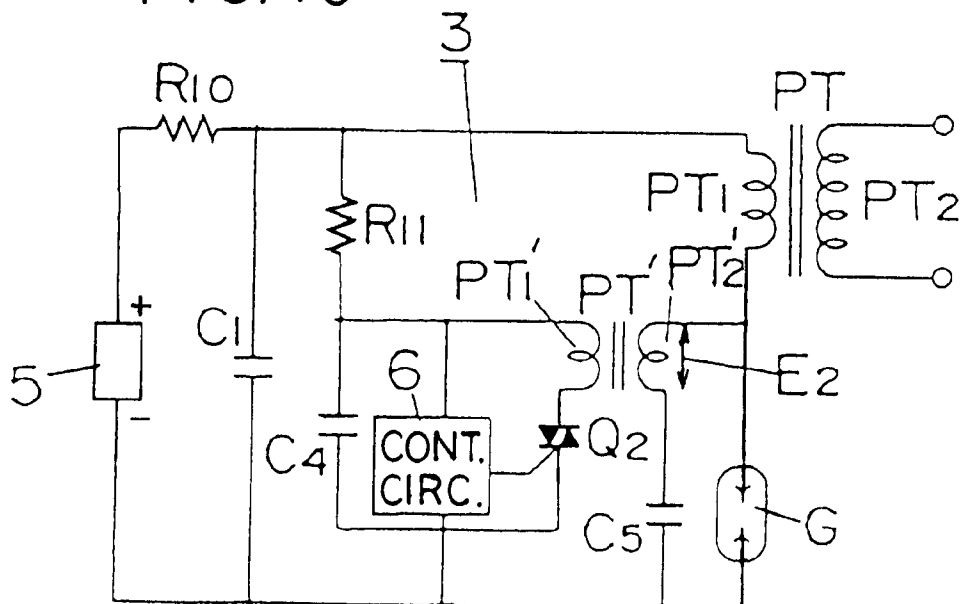 3
R10
PT
PT1
PT2
R11
PT1'
PT'
PT2'
+
C1
5
-
6
E2
C4
CONT.
CIRC.
Q2
C5
G